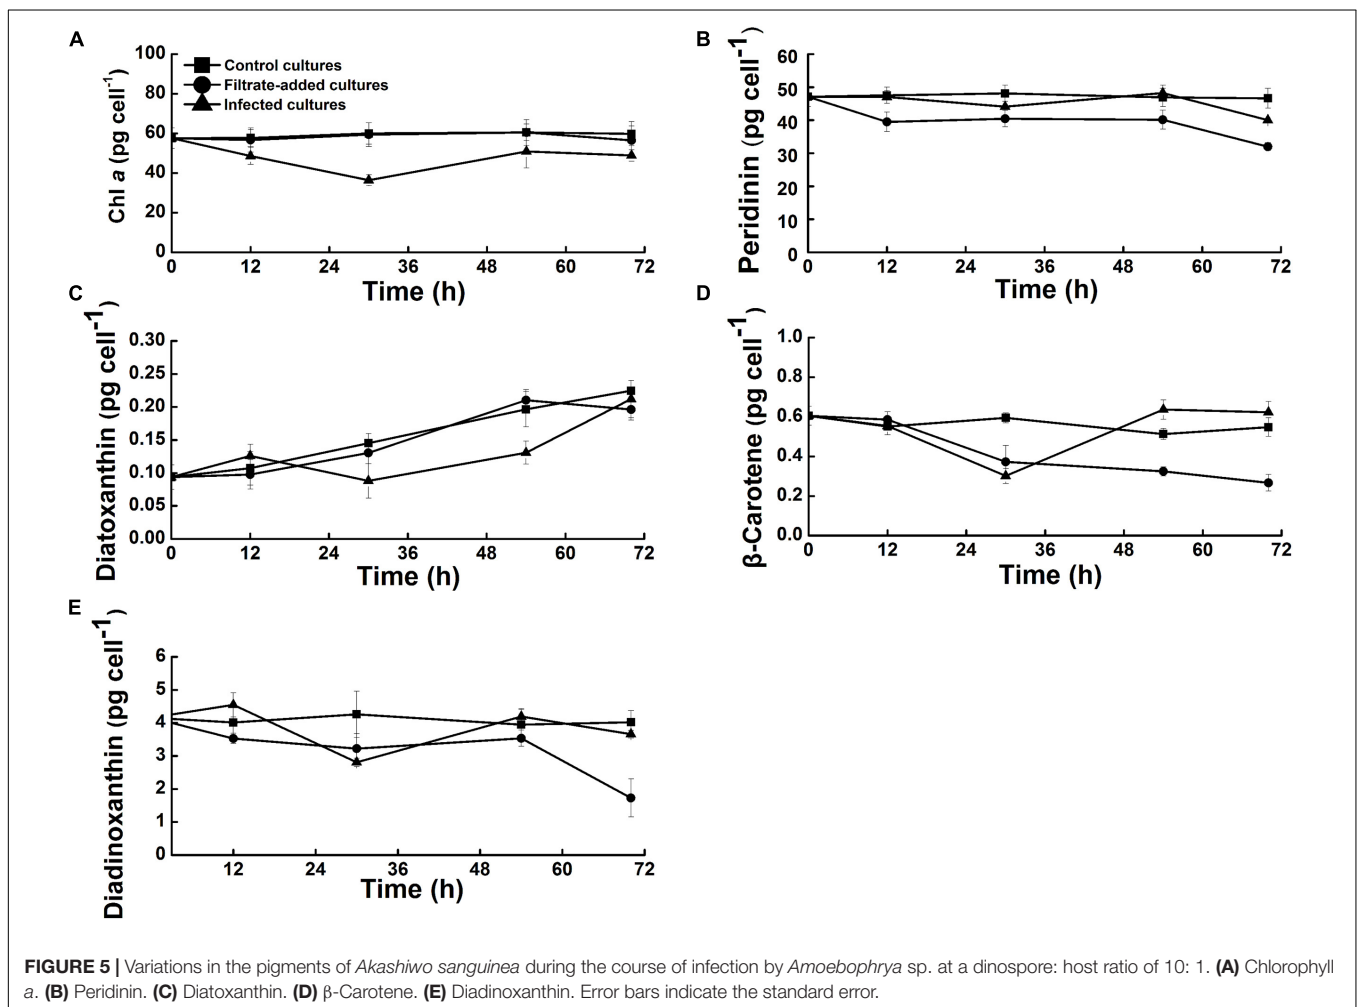 A
Chl a (pg cell-1)
100
80
60
40
20
0
Control cultures
Filtrate-added cultures
Infected cultures
0 12 24 36 48 60 72
Time (h)
B
Peridinin (pg cell-1)
60
50
40
30
20
10
0
0 12 24 36 48 60 72
Time (h)
C
Diatoxanthin (pg cell-1)
0.30
0.25
0.20
0.15
0.10
0.05
0.00
0 12 24 36 48 60 72
Time (h)
D
β-Carotene (pg cell-1)
1.0
0.8
0.6
0.4
0.2
0.0
0 12 24 36 48 60 72
Time (h)
E
Diadinoxanthin (pg cell-1)
6
5
4
3
2
1
0
12 24 36 48 60 72
Time (h)
FIGURE 5 | Variations in the pigments of Akashiwo sanguinea during the course of infection by Amoebophrya sp. at a dinospore: host ratio of 10: 1. (A) Chlorophyll
a. (B) Peridinin. (C) Diatoxanthin. (D) β-Carotene. (E) Diadinoxanthin. Error bars indicate the standard error.